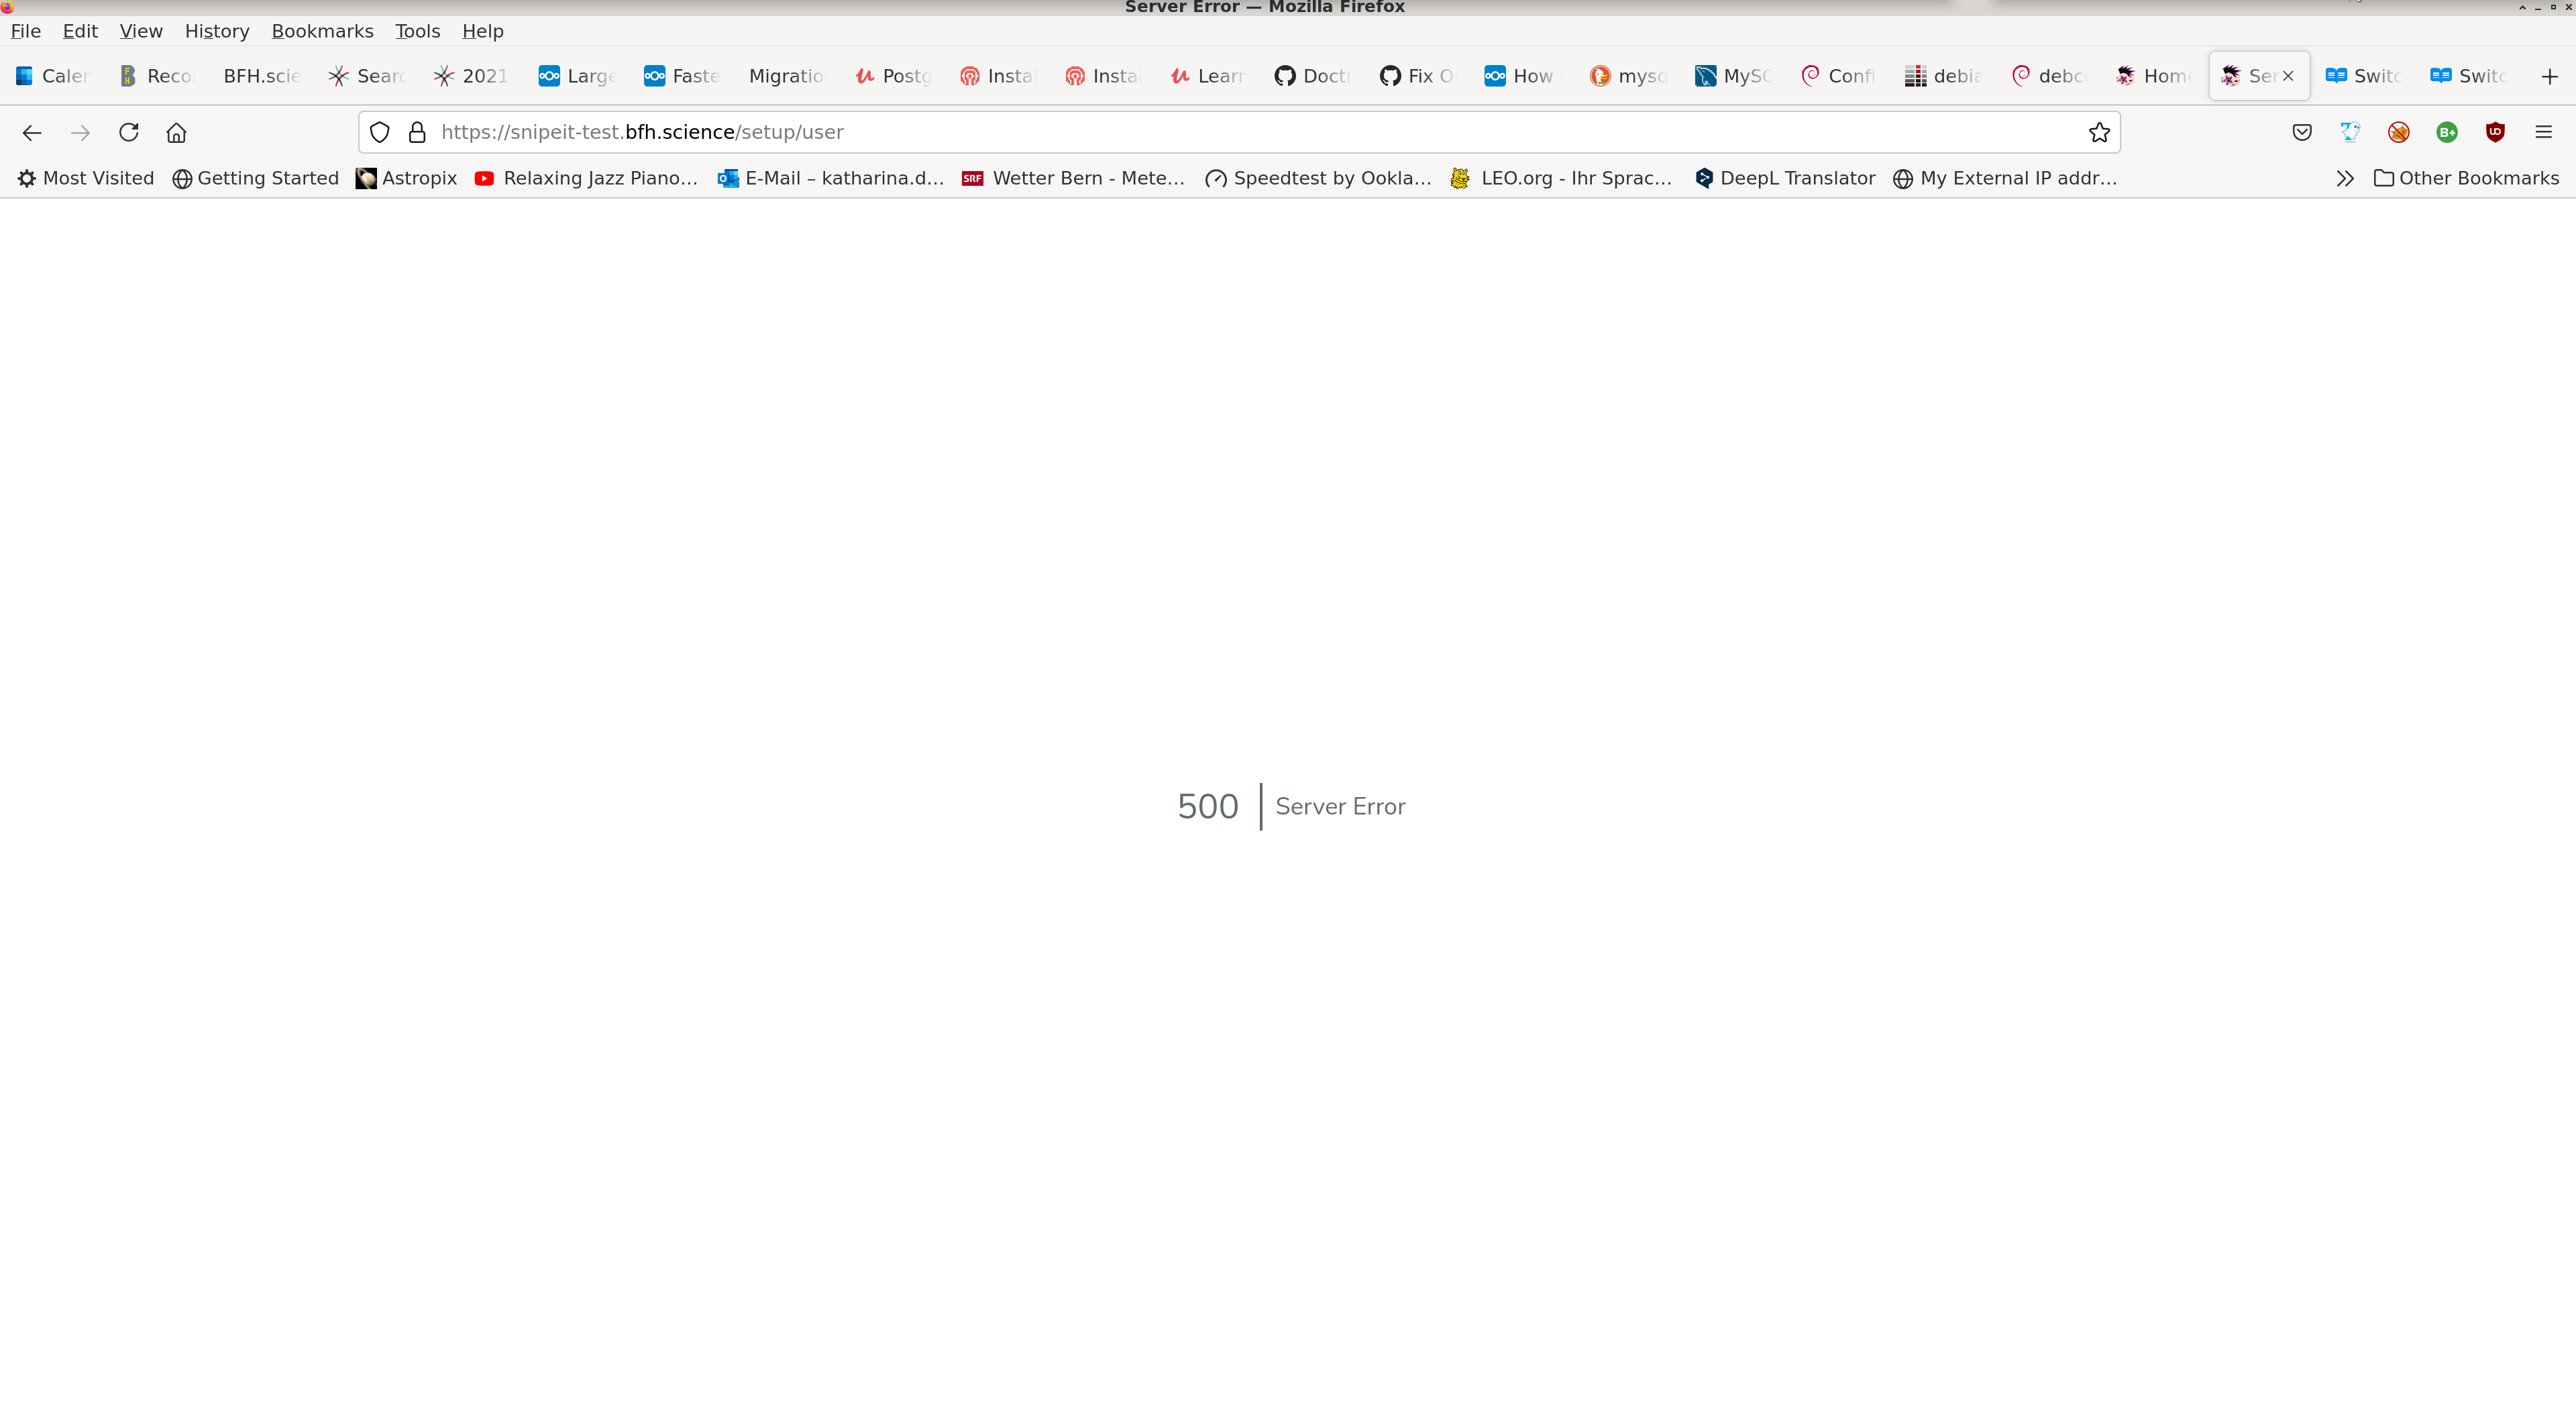 Server Error — Mozilla Firefox
File Edit View History Bookmarks Tools Help
Caler Reco BFH.scie Searc 2021 Large Faste Migratio Postg Insta Insta Learn Doctr Fix O How mysq MySQ Confi debia debc Home Ser Switc Switc
https://snipeit-test.bfh.science/setup/user
Most Visited Getting Started Astropix Relaxing Jazz Piano… E-Mail – katharina.d… SRF Wetter Bern - Mete… Speedtest by Ookla… LEO.org - Ihr Sprac… DeepL Translator My External IP addr… Other Bookmarks
500 Server Error